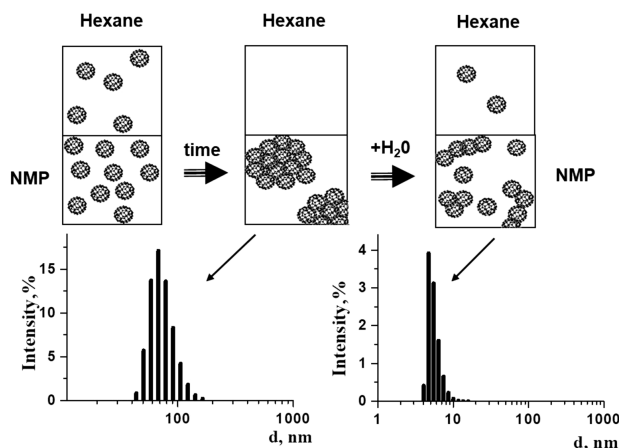 Hexane
Hexane
Hexane
NMP
time
+H₂0
NMP
Intensity,%
15
10
5
0
100
1000
d, nm
Intensity,%
4
3
2
1
0
1
10
100
1000
d, nm